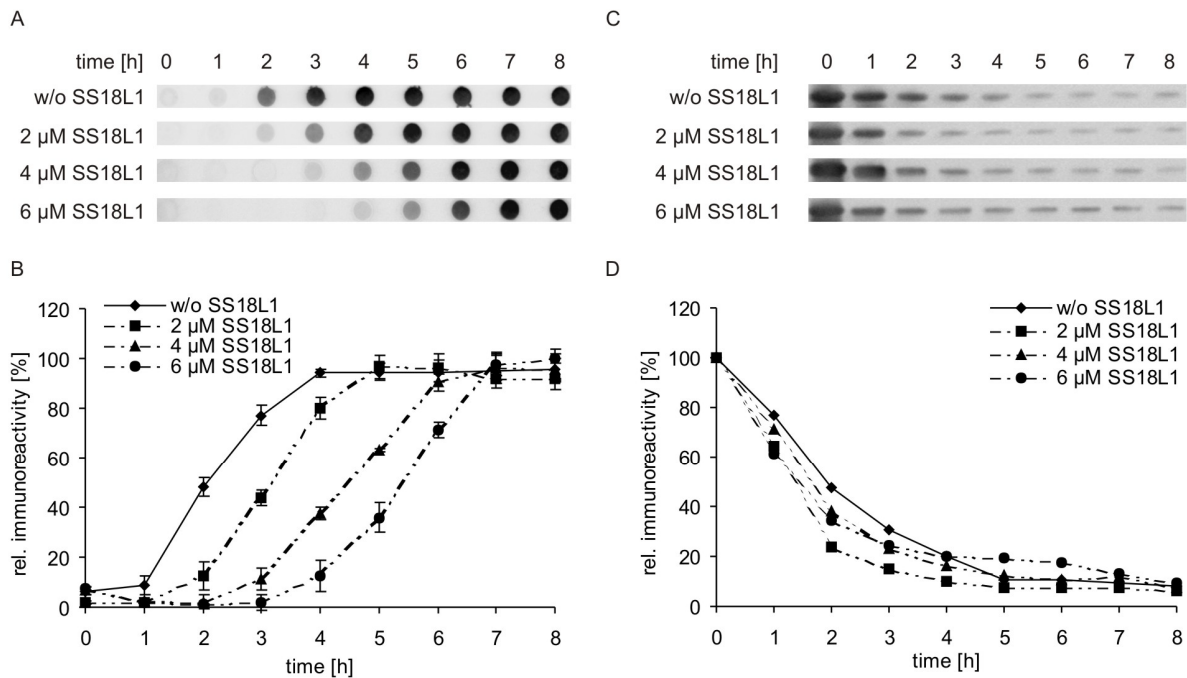 A
time [h] 0 1 2 3 4 5 6 7 8
w/o SS18L1
2 µM SS18L1
4 µM SS18L1
6 µM SS18L1
B
w/o SS18L1
2 µM SS18L1
4 µM SS18L1
6 µM SS18L1
rel. immunoreactivity [%]
120
100
80
60
40
20
0
0 1 2 3 4 5 6 7 8
time [h]
C
time [h] 0 1 2 3 4 5 6 7 8
w/o SS18L1
2 µM SS18L1
4 µM SS18L1
6 µM SS18L1
D
w/o SS18L1
2 µM SS18L1
4 µM SS18L1
6 µM SS18L1
rel. immunoreactivity [%]
120
100
80
60
40
20
0
0 1 2 3 4 5 6 7 8
time [h]